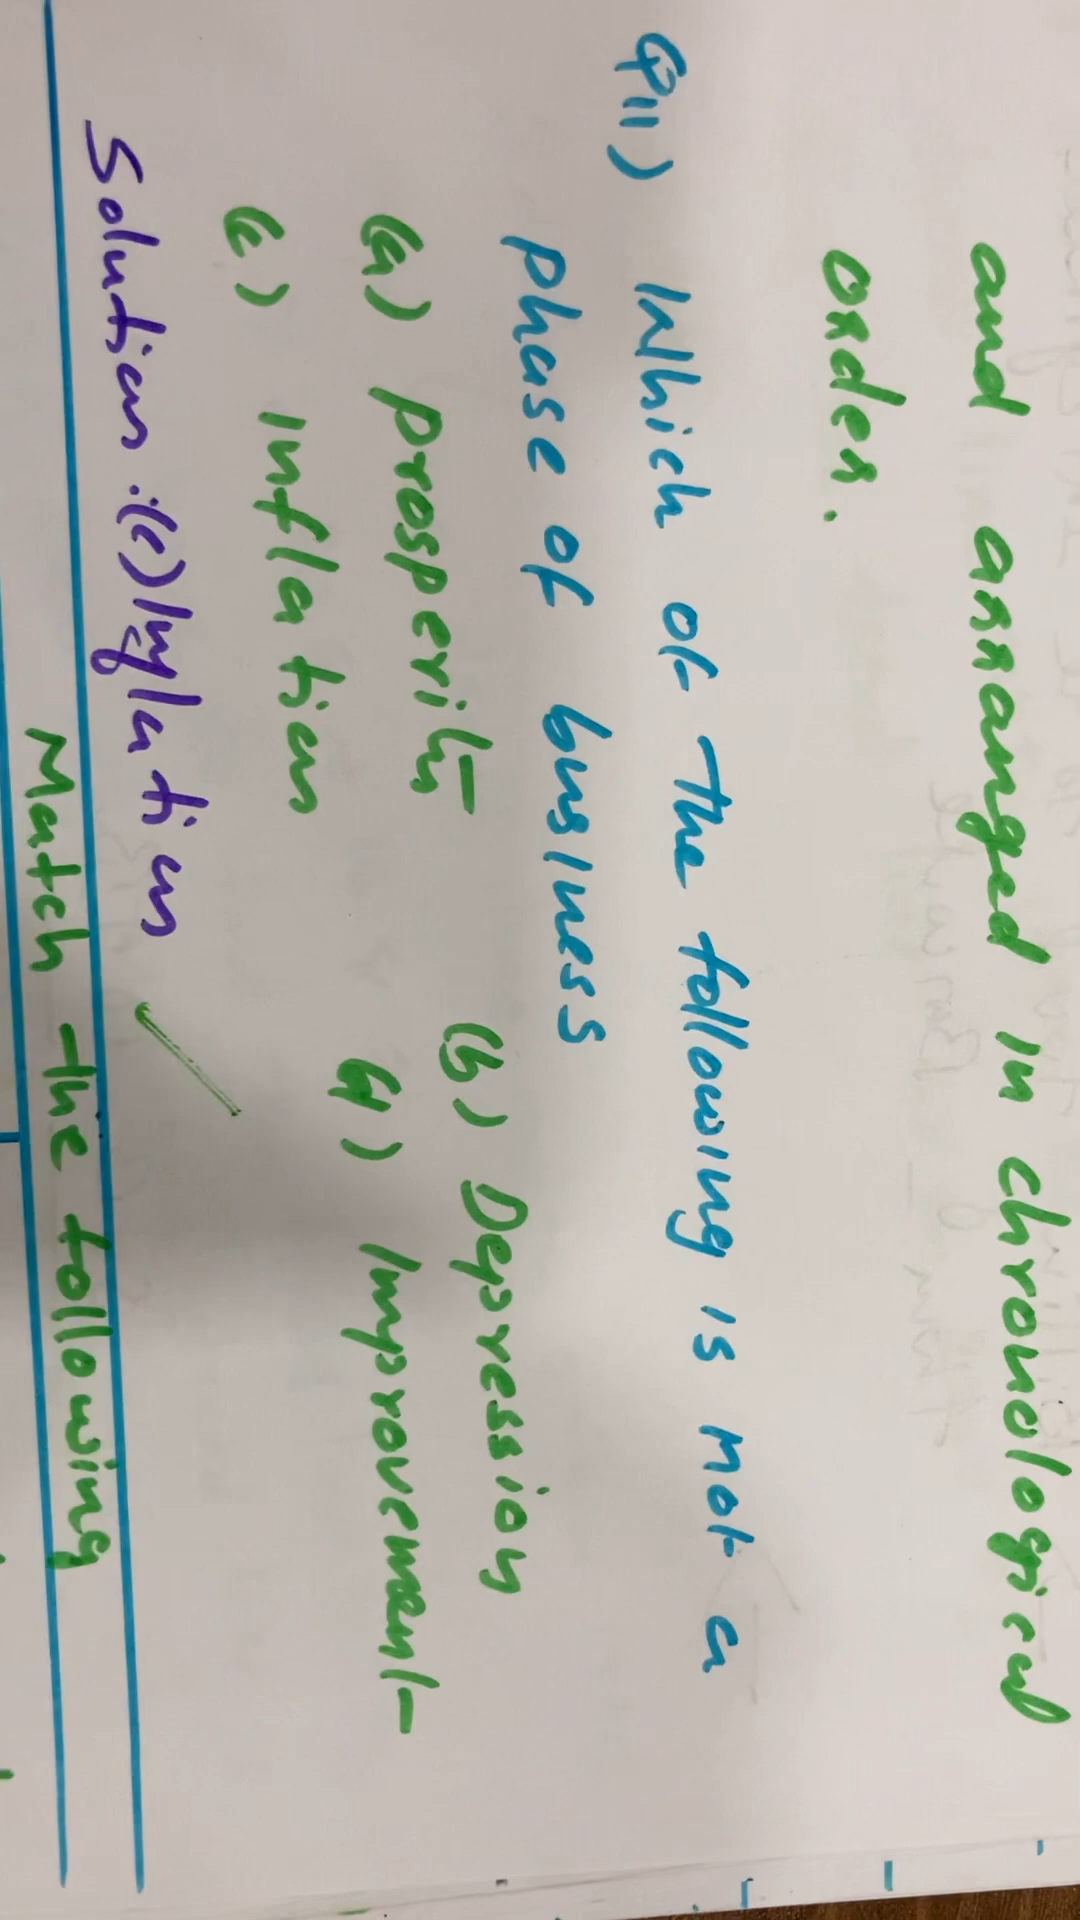 and arranged in chronological
order.
Q11) Which of the following is not a
phase of business
(a) prosperity (b) Depression
(c) Inflation (d) Improvement
Solution :(c) Inflation
Match the following